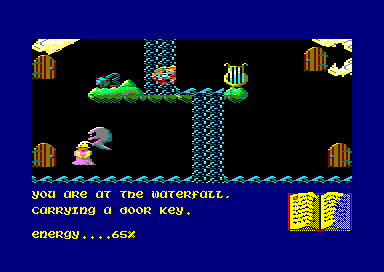 you are at the waterfall.
carrying a door key.
energy....65%